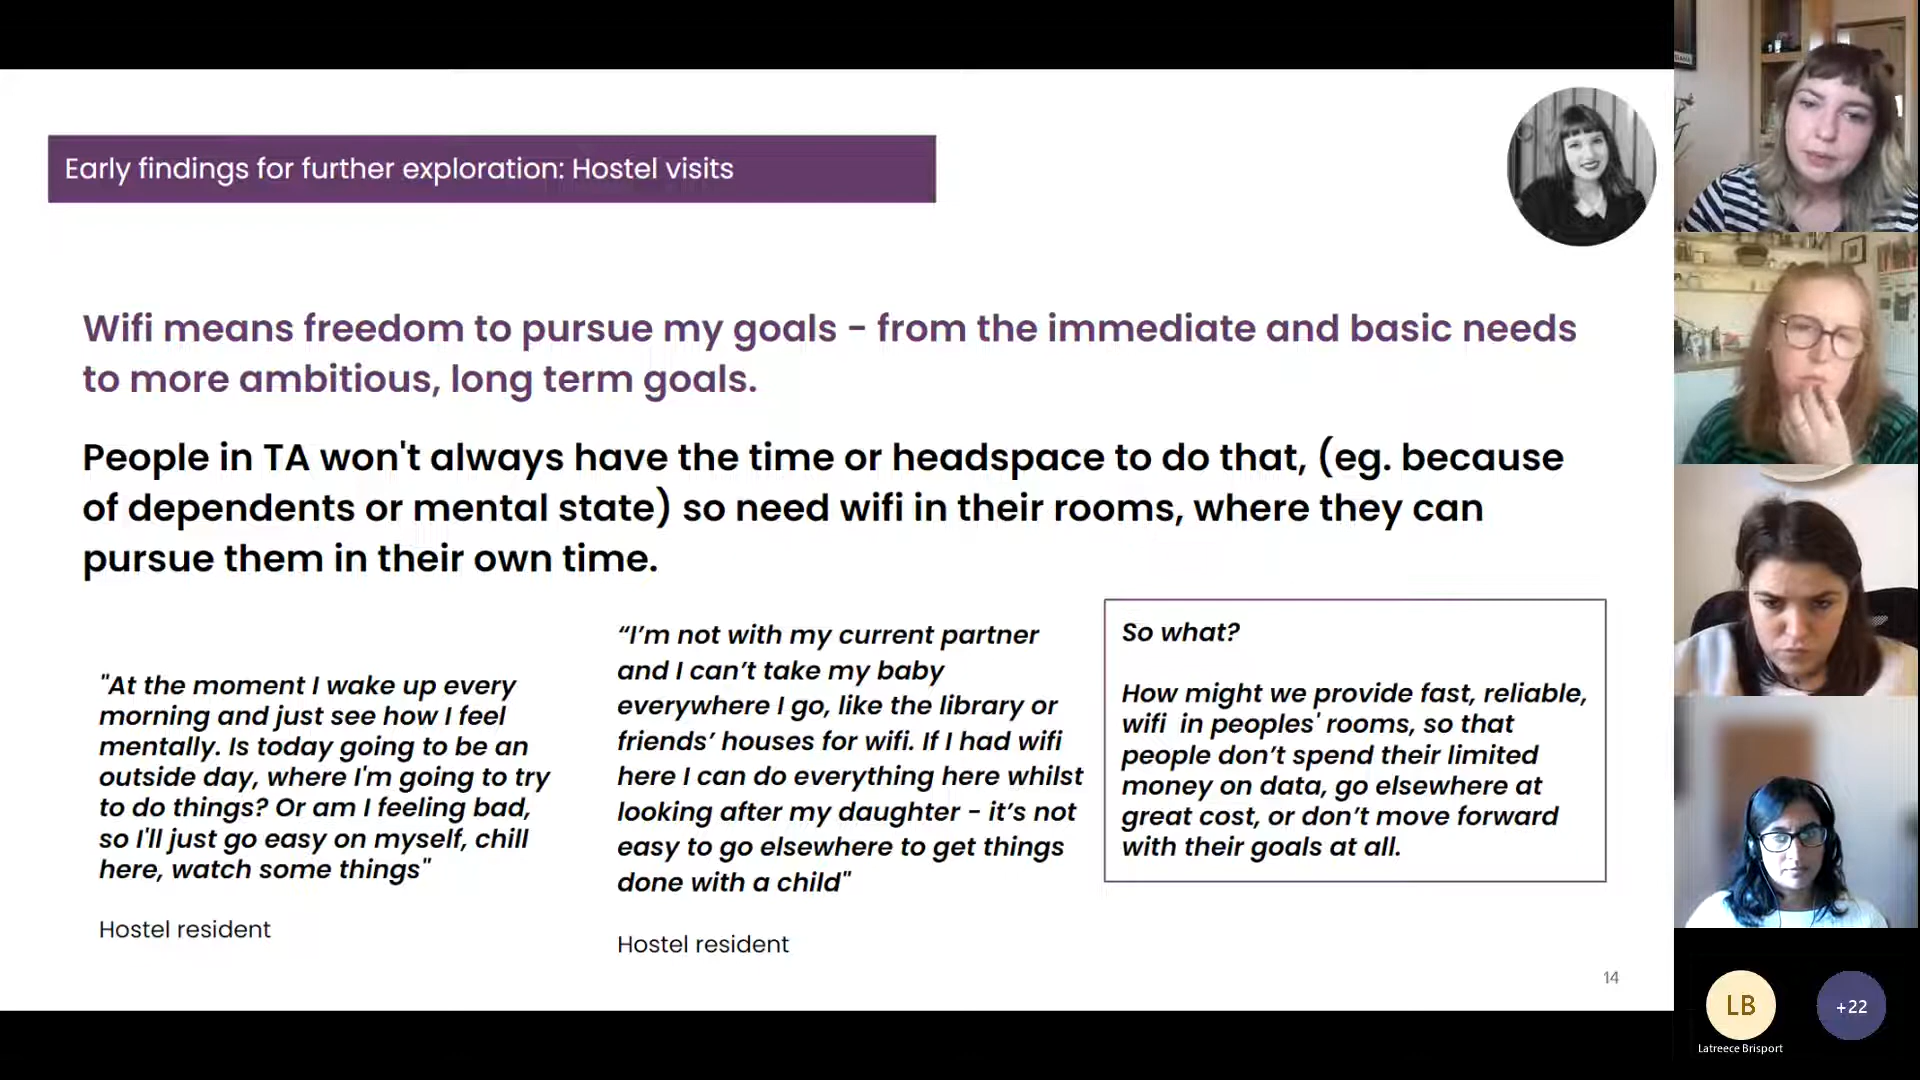 Early findings for further exploration: Hostel visits
Wifi means freedom to pursue my goals - from the immediate and basic needs
to more ambitious, long term goals.
People in TA won't always have the time or headspace to do that, (eg. because
of dependents or mental state) so need wifi in their rooms, where they can
pursue them in their own time.
"At the moment I wake up every
morning and just see how I feel
mentally. Is today going to be an
outside day, where I'm going to try
to do things? Or am I feeling bad,
so I'll just go easy on myself, chill
here, watch some things"
Hostel resident
“I’m not with my current partner
and I can’t take my baby
everywhere I go, like the library or
friends’ houses for wifi. If I had wifi
here I can do everything here whilst
looking after my daughter - it’s not
easy to go elsewhere to get things
done with a child"
Hostel resident
So what?
How might we provide fast, reliable,
wifi in peoples' rooms, so that
people don’t spend their limited
money on data, go elsewhere at
great cost, or don’t move forward
with their goals at all.
14
LB
+22
Latreece Brisport